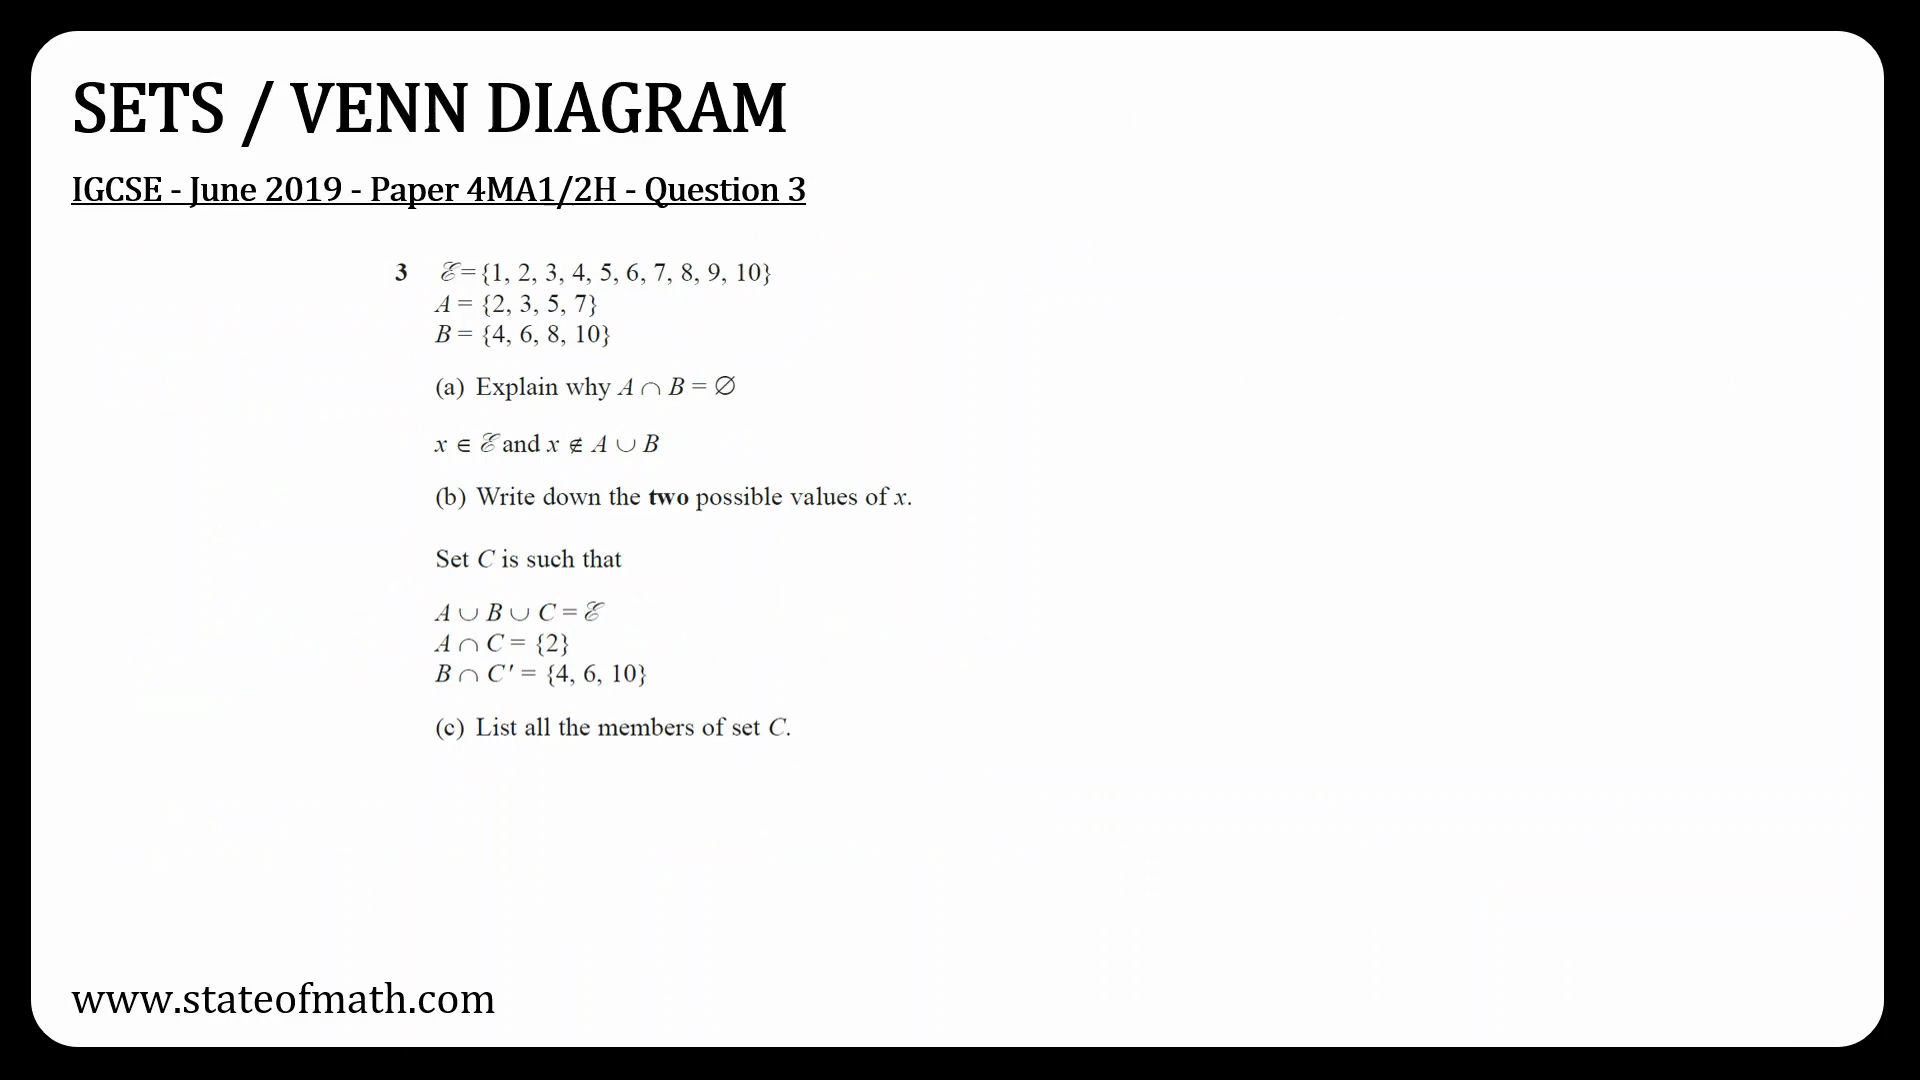 SETS / VENN DIAGRAM
IGCSE - June 2019 - Paper 4MA1/2H - Question 3
3 ℰ = {1, 2, 3, 4, 5, 6, 7, 8, 9, 10}
A = {2, 3, 5, 7}
B = {4, 6, 8, 10}
(a) Explain why A ∩ B = ∅
x ∈ ℰ and x ∉ A ∪ B
(b) Write down the two possible values of x.
Set C is such that
A ∪ B ∪ C = ℰ
A ∩ C = {2}
B ∩ C′ = {4, 6, 10}
(c) List all the members of set C.
www.stateofmath.com